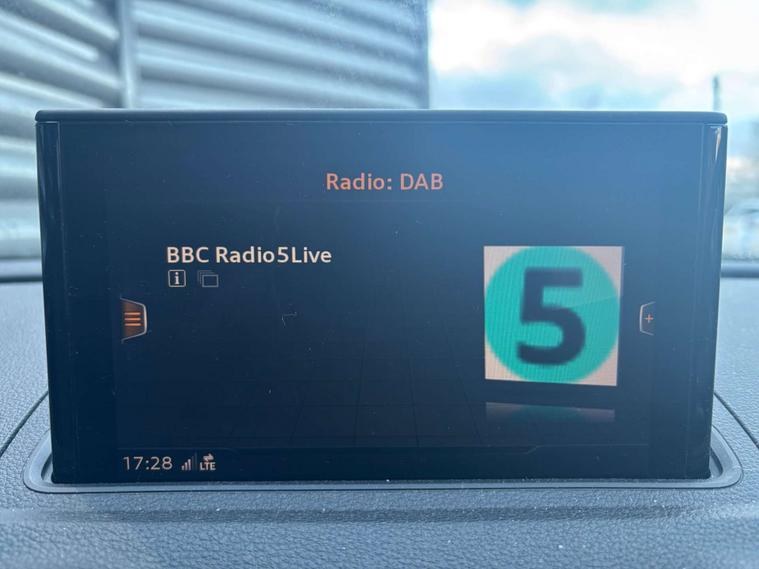 Radio: DAB
BBC Radio5Live
i
5
+
17:28 LTE